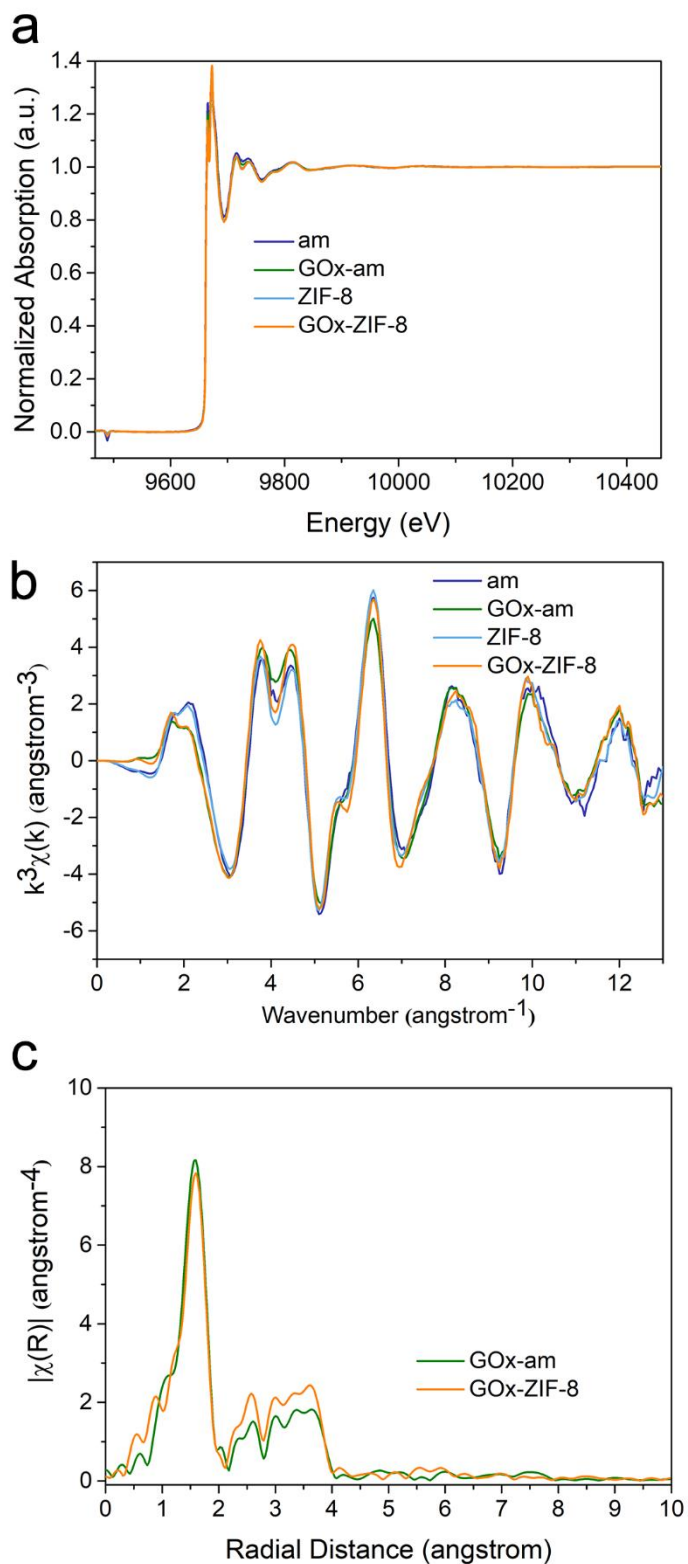 a
1.4
1.2
1.0
0.8
0.6
0.4
0.2
0.0
Normalized Absorption (a.u.)
am
GOx-am
ZIF-8
GOx-ZIF-8
9600 9800 10000 10200 10400
Energy (eV)
b
6
4
2
0
-2
-4
-6
k³χ(k) (angstrom⁻3)
am
GOx-am
ZIF-8
GOx-ZIF-8
0 2 4 6 8 10 12
Wavenumber (angstrom⁻¹)
c
10
8
6
4
2
0
|χ(R)| (angstrom⁻4)
GOx-am
GOx-ZIF-8
0 1 2 3 4 5 6 7 8 9 10
Radial Distance (angstrom)